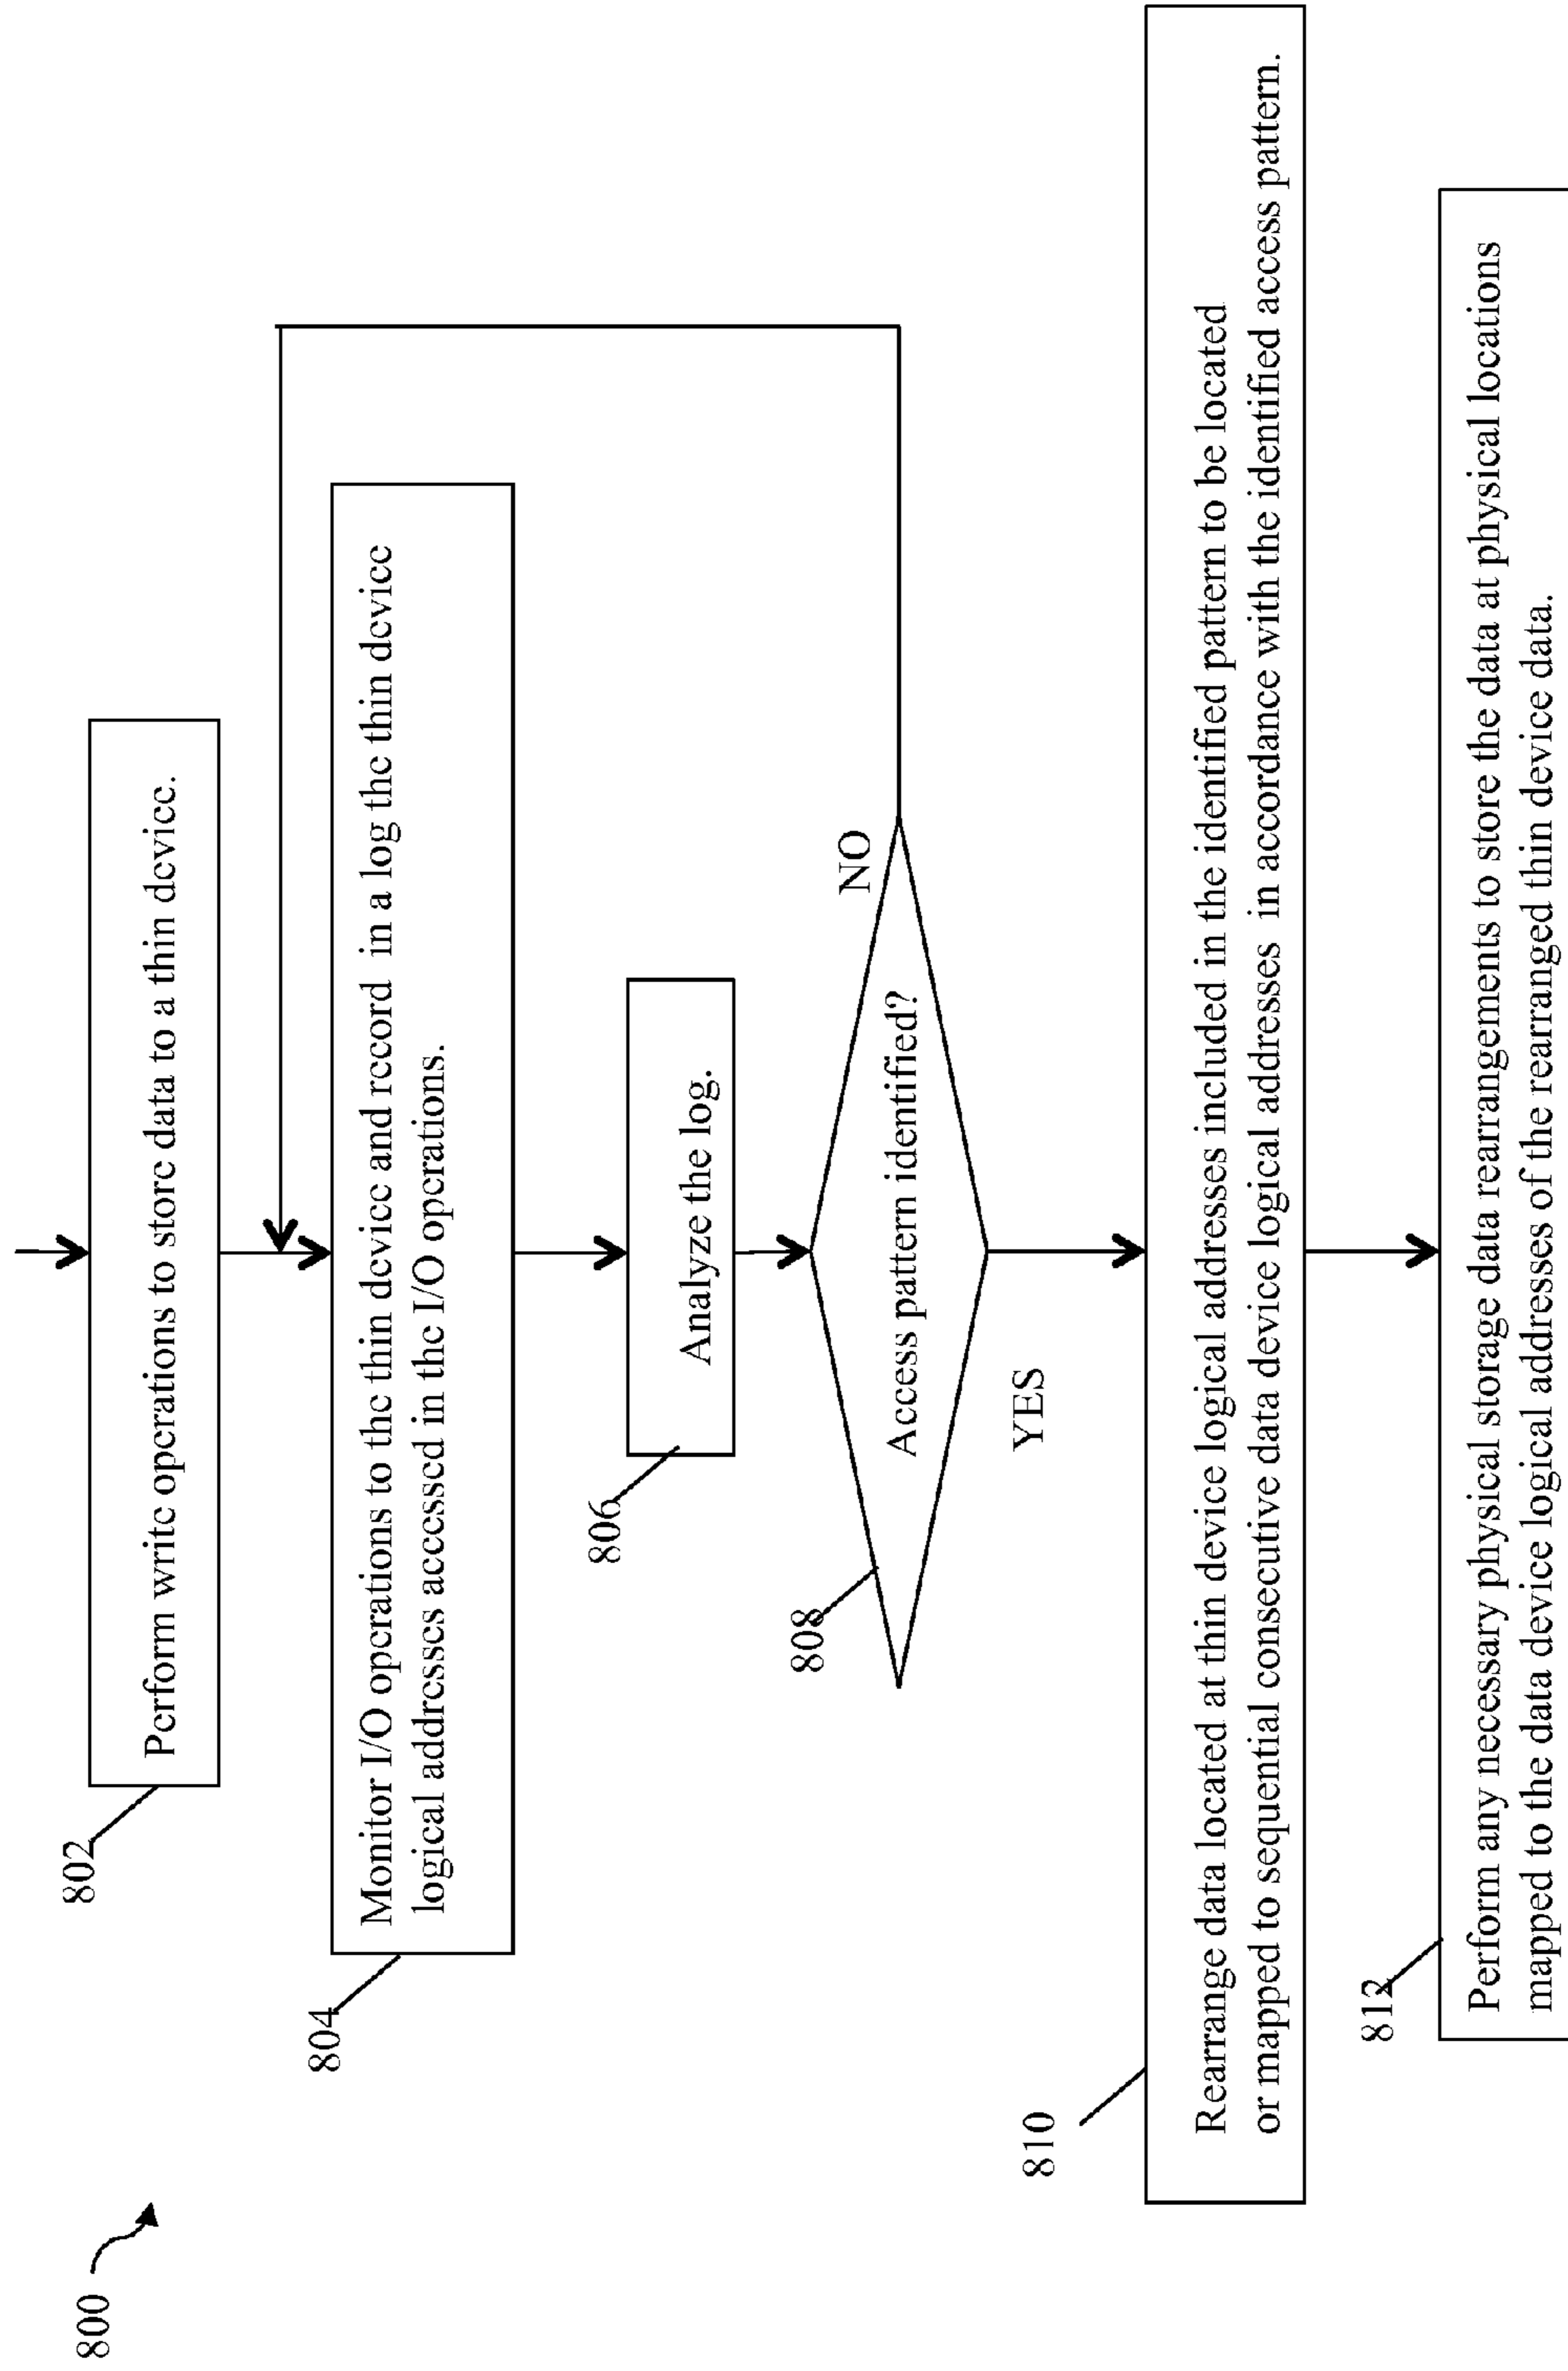 800
802
Perform write operations to store data to a thin device.
804
Monitor I/O operations to the thin device and record in a log the thin device
logical addresses accessed in the I/O operations.
806
Analyze the log.
808
Access pattern identified?
NO
YES
810
Rearrange data located at thin device logical addresses included in the identified pattern to be located
or mapped to sequential consecutive data device logical addresses in accordance with the identified access pattern.
812
Perform any necessary physical storage data rearrangements to store the data at physical locations
mapped to the data device logical addresses of the rearranged thin device data.